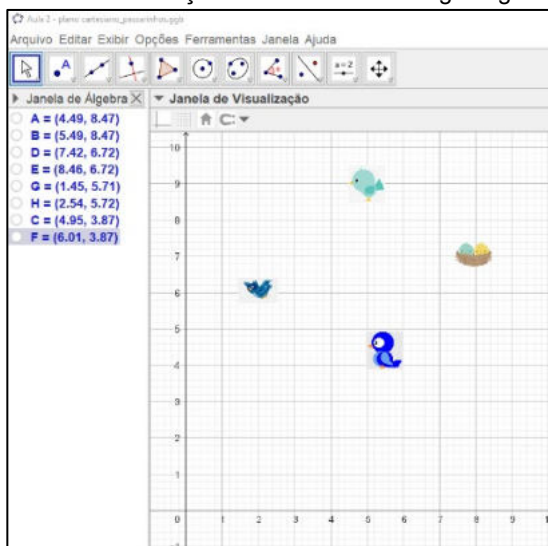 Aula 2 - plano cartesiano_passarinhos.ggb
Arquivo Editar Exibir Opções Ferramentas Janela Ajuda
A
a=2
Janela de Álgebra
Janela de Visualização
A = (4.49, 8.47)
B = (5.49, 8.47)
D = (7.42, 6.72)
E = (8.46, 6.72)
G = (1.45, 5.71)
H = (2.54, 5.72)
C = (4.95, 3.87)
F = (6.01, 3.87)
10
9
8
7
6
5
4
3
2
1
0 1 2 3 4 5 6 7 8 9